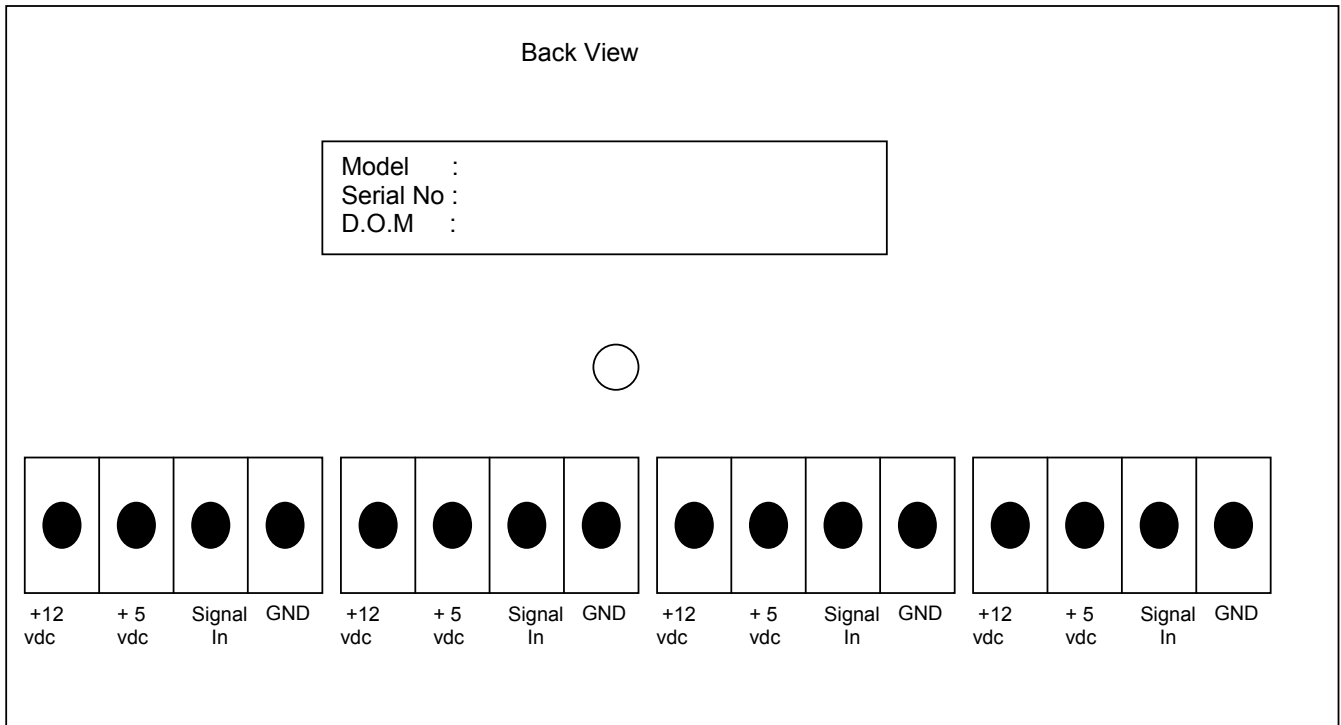 Back View
Model :
Serial No :
D.O.M :
+12 + 5 Signal GND +12 + 5 Signal GND +12 + 5 Signal GND +12 + 5 Signal GND
vdc vdc In vdc vdc In vdc vdc In vdc vdc In